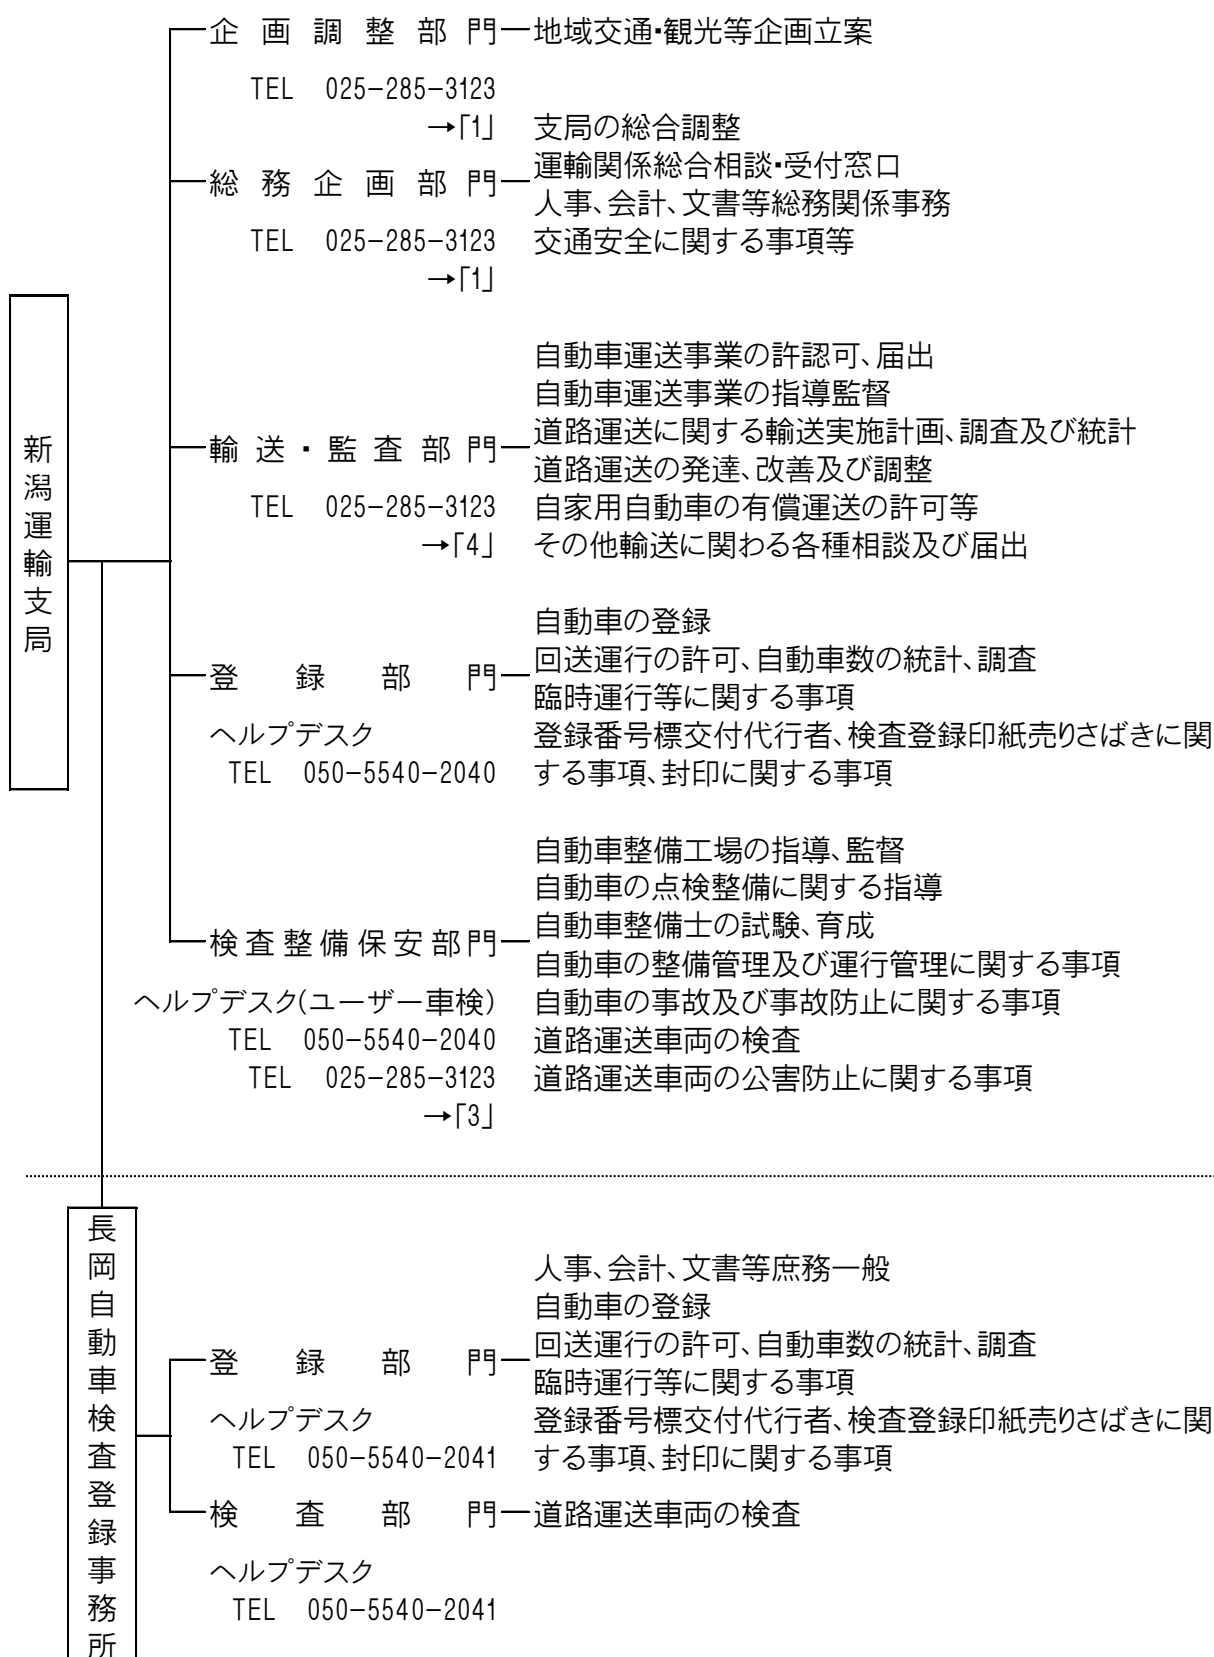 企画調整部門 地域交通・観光等企画立案
TEL 025-285-3123
→「1」 支局の総合調整
運輸関係総合相談・受付窓口
総務企画部門
人事、会計、文書等総務関係事務
TEL 025-285-3123 交通安全に関する事項等
→「1」
新潟運輸支局
自動車運送事業の許認可、届出
自動車運送事業の指導監督
輸送・監査部門 道路運送に関する輸送実施計画、調査及び統計
道路運送の発達、改善及び調整
TEL 025-285-3123 自家用自動車の有償運送の許可等
→「4」 その他輸送に関わる各種相談及び届出
自動車の登録
登録部門 回送運行の許可、自動車数の統計、調査
臨時運行等に関する事項
ヘルプデスク 登録番号標交付代行者、検査登録印紙売りさばきに関
TEL 050-5540-2040 する事項、封印に関する事項
自動車整備工場の指導、監督
自動車の点検整備に関する指導
検査整備保安部門 自動車整備士の試験、育成
自動車の整備管理及び運行管理に関する事項
ヘルプデスク(ユーザー車検) 自動車の事故及び事故防止に関する事項
TEL 050-5540-2040 道路運送車両の検査
TEL 025-285-3123 道路運送車両の公害防止に関する事項
→「3」
長岡自動車検査登録事務所
人事、会計、文書等庶務一般
自動車の登録
登録部門 回送運行の許可、自動車数の統計、調査
臨時運行等に関する事項
ヘルプデスク 登録番号標交付代行者、検査登録印紙売りさばきに関
TEL 050-5540-2041 する事項、封印に関する事項
検査部門 道路運送車両の検査
ヘルプデスク
TEL 050-5540-2041